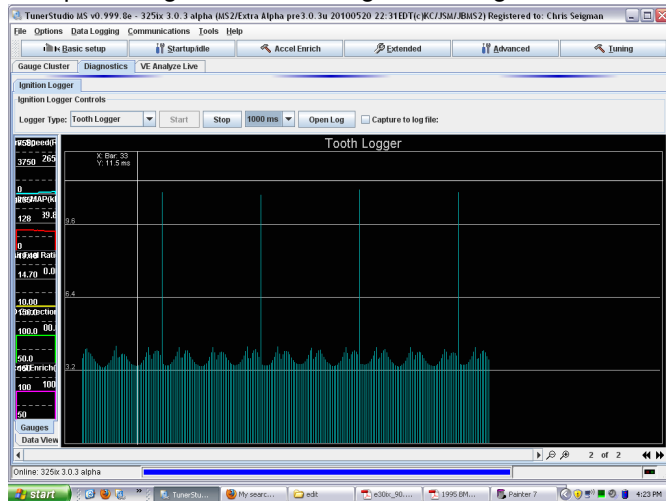 TunerStudio MS v0.999.8e - 325ix 3.0.3 alpha (MS2/Extra Alpha pre3.0.3u 20100520 22:31EDT(c)KC/JSM/JBMS2) Registered to: Chris Seigman
File Options Data Logging Communications Tools Help
Basic setup Startup/idle Accel Enrich Extended Advanced Tuning
Gauge Cluster Diagnostics VE Analyze Live
Ignition Logger
Ignition Logger Controls
Logger Type: Tooth Logger Start Stop 1000 ms Open Log Capture to log file:
Tooth Logger
X: Bar: 33
Y: 11.5 ms
3750 265
0
128
9.6
0
14.70 0.0
6.4
10.00
100.0
50.0
3.2
100 100
50
Gauges
Data View
2 of 2
Online: 325ix 3.0.3 alpha
start TunerStu... My searc... edit e30ix_90.... 1995 BM... Painter 7 4:23 PM